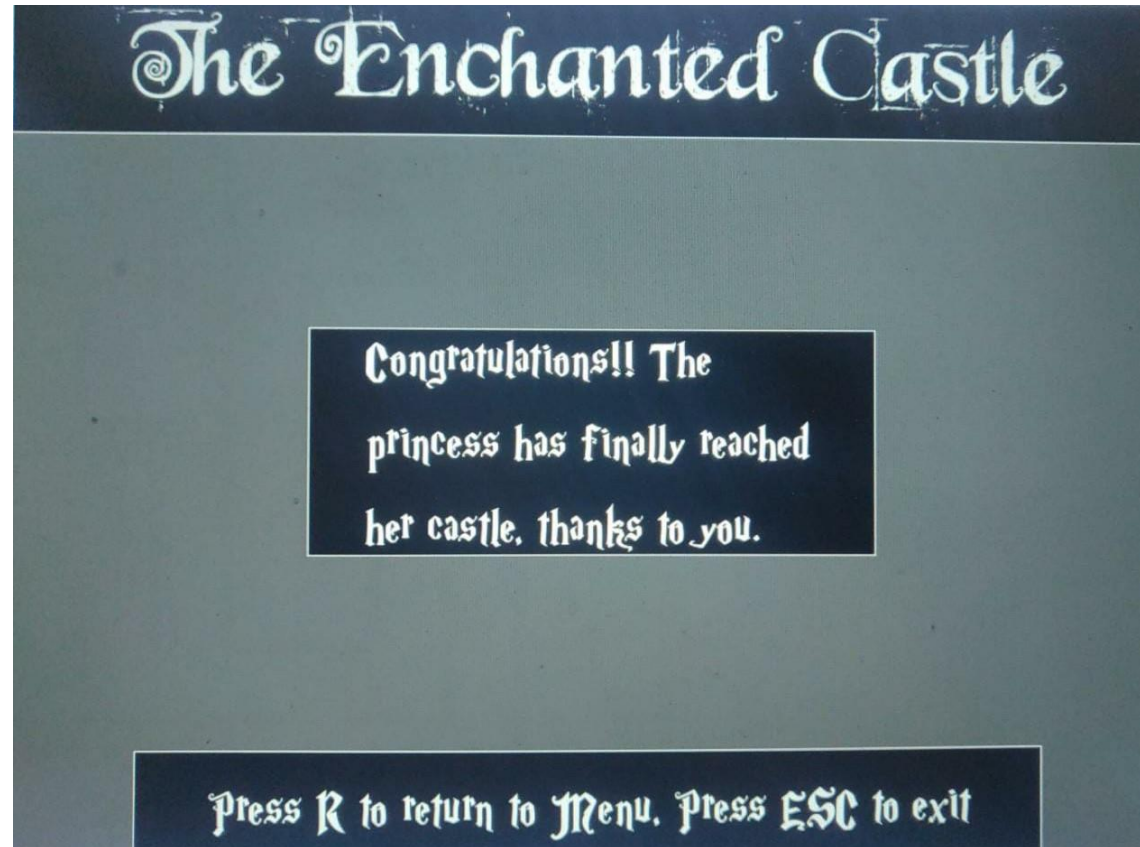 The Enchanted Castle
Congratulations!! The
princess has finally reached
her castle, thanks to you.
Press R to return to Menu, Press ESC to exit